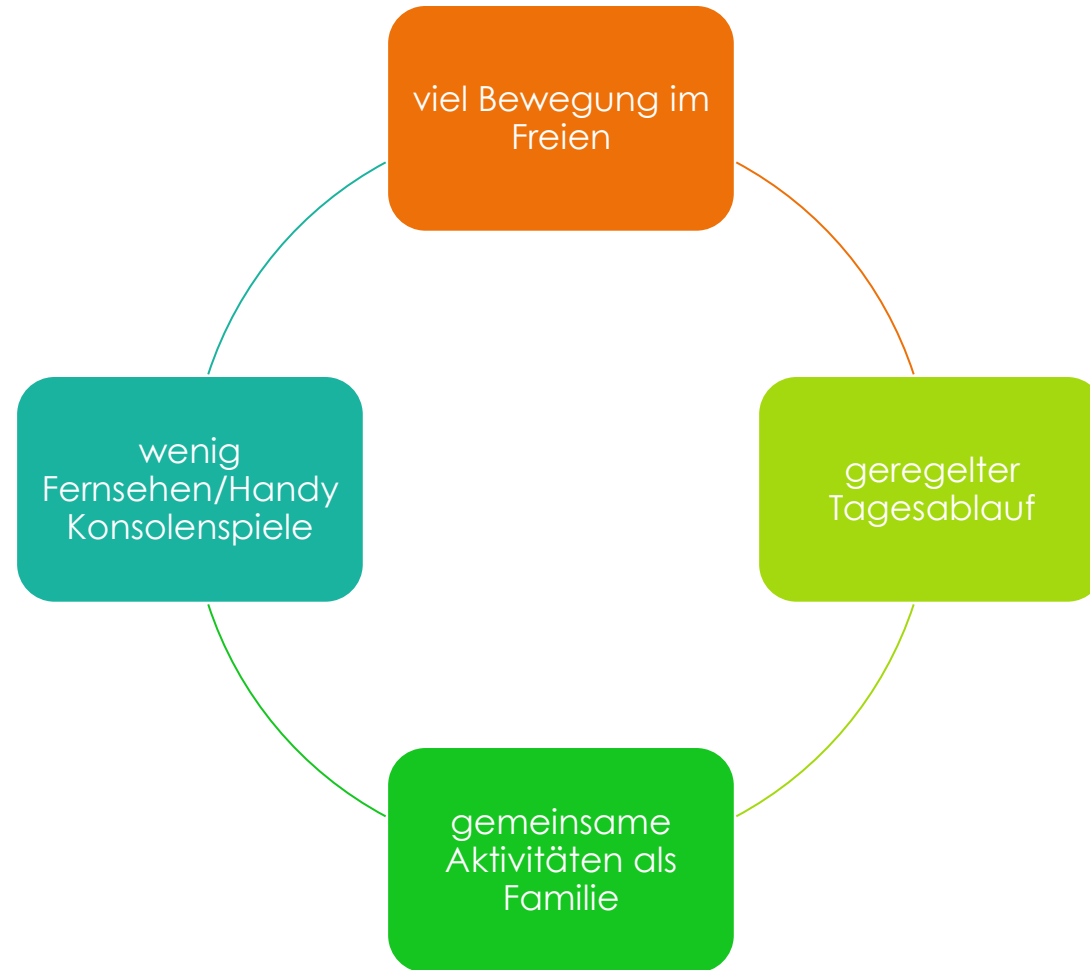 viel Bewegung im
Freien
geregelter
Tagesablauf
gemeinsame
Aktivitäten als
Familie
wenig
Fernsehen/Handy
Konsolenspiele